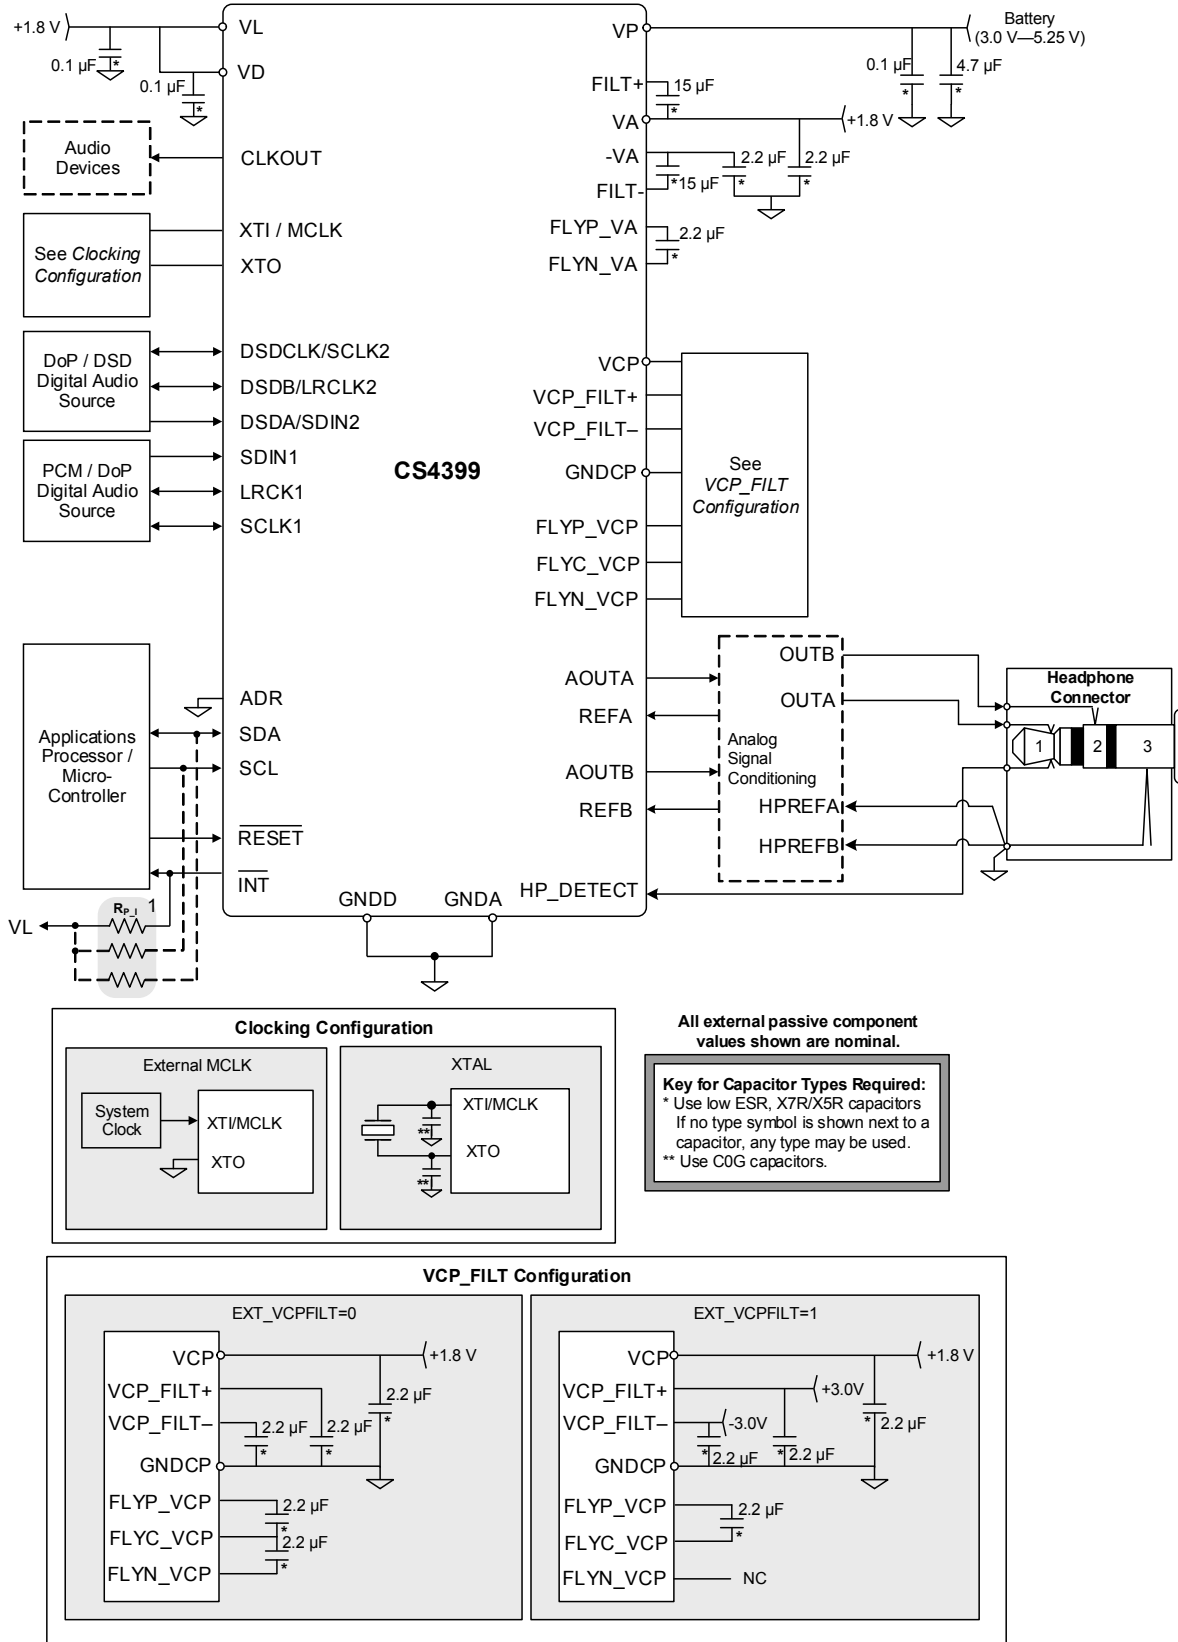 +1.8 V
VL
0.1 µF
*
VD
0.1 µF
*
Audio
Devices
CLKOUT
See Clocking
Configuration
XTI / MCLK
XTO
DoP / DSD
Digital Audio
Source
DSDCLK/SCLK2
DSDB/LRCLK2
DSDA/SDIN2
PCM / DoP
Digital Audio
Source
SDIN1
LRCK1
SCLK1
CS4399
Applications
Processor /
Micro-
Controller
ADR
SDA
SCL
RESET
INT
VL
RP_I 1
GNDD
GNDA
VP
Battery
(3.0 V—5.25 V)
0.1 µF
*
4.7 µF
*
FILT+
15 µF
*
VA
+1.8 V
-VA
* 15 µF
2.2 µF
*
2.2 µF
*
FILT-
FLYP_VA
2.2 µF
*
FLYN_VA
VCP
VCP_FILT+
VCP_FILT–
GNDCP
FLYP_VCP
FLYC_VCP
FLYN_VCP
See
VCP_FILT
Configuration
AOUTA
REFA
AOUTB
REFB
HP_DETECT
OUTB
OUTA
Analog
Signal
Conditioning
HPREFA
HPREFB
Headphone
Connector
1
2
3
Clocking Configuration
External MCLK
System
Clock
XTI/MCLK
XTO
XTAL
XTI/MCLK
**
XTO
**
All external passive component
values shown are nominal.
Key for Capacitor Types Required:
* Use low ESR, X7R/X5R capacitors
If no type symbol is shown next to a
capacitor, any type may be used.
** Use C0G capacitors.
VCP_FILT Configuration
EXT_VCPFILT=0
VCP
+1.8 V
VCP_FILT+
2.2 µF
*
VCP_FILT–
2.2 µF
*
2.2 µF
*
GNDCP
FLYP_VCP
2.2 µF
*
FLYC_VCP
2.2 µF
*
FLYN_VCP
EXT_VCPFILT=1
VCP
+1.8 V
VCP_FILT+
+3.0V
VCP_FILT–
-3.0V
* 2.2 µF
* 2.2 µF
* 2.2 µF
GNDCP
FLYP_VCP
2.2 µF
*
FLYC_VCP
FLYN_VCP
NC